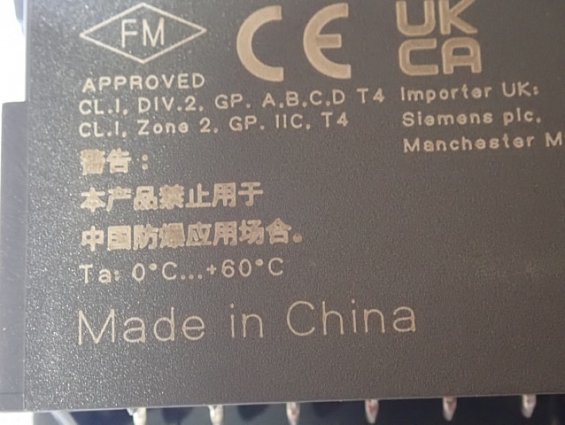 FM
CE
UK
CA
APPROVED
CL.I, DIV.2, GP. A,B,C,D T4
CL.I, Zone 2, GP. IIC, T4
Importer UK:
Siemens plc,
Manchester M
警告：
本产品禁止用于
中国防爆应用场合。
Ta: 0°C...+60°C
Made in China